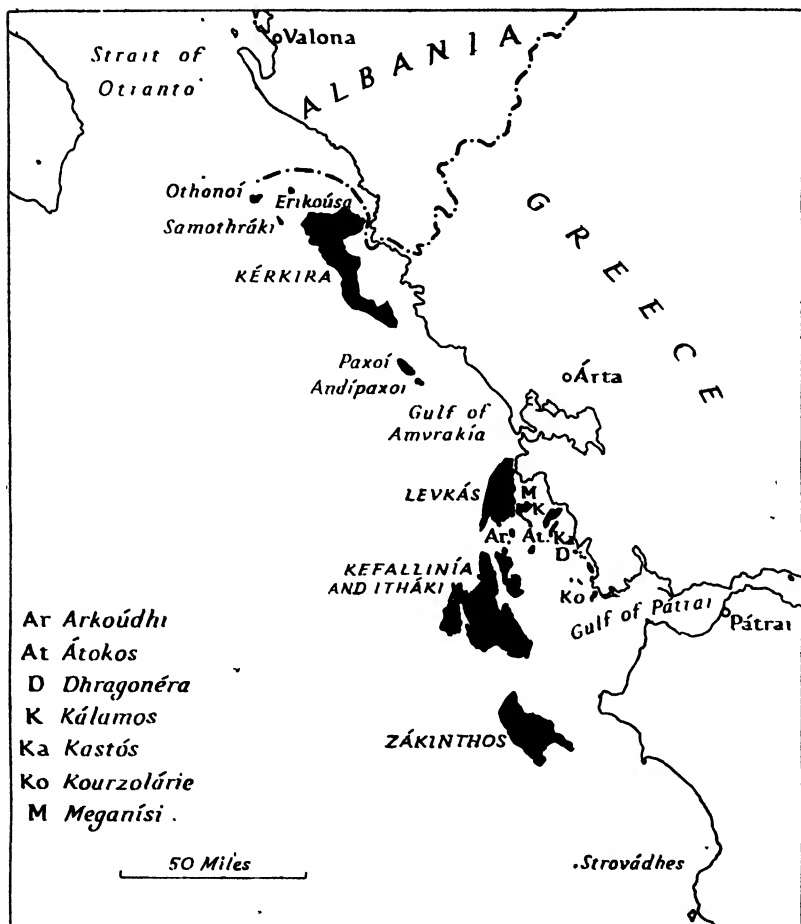 Strait of
Otranto
Valona
ALBANIA
GREECE
Othonoí
Erikoúsa
Samothráki
KÉRKIRA
Paxoí
Andípaxoi
Árta
Gulf of
Amvrakía
LEVKÁS
M
K
Ar.
At.
Ka
D
KEFALLINÍA
AND ITHÁKI
Ko
Gulf of Pátrai
Pátrai
Ar Arkoúdhi
At Átokos
D Dhragonéra
K Kálamos
Ka Kastós
Ko Kourzolárie
M Meganísi
ZÁKINTHOS
50 Miles
Strovádhes